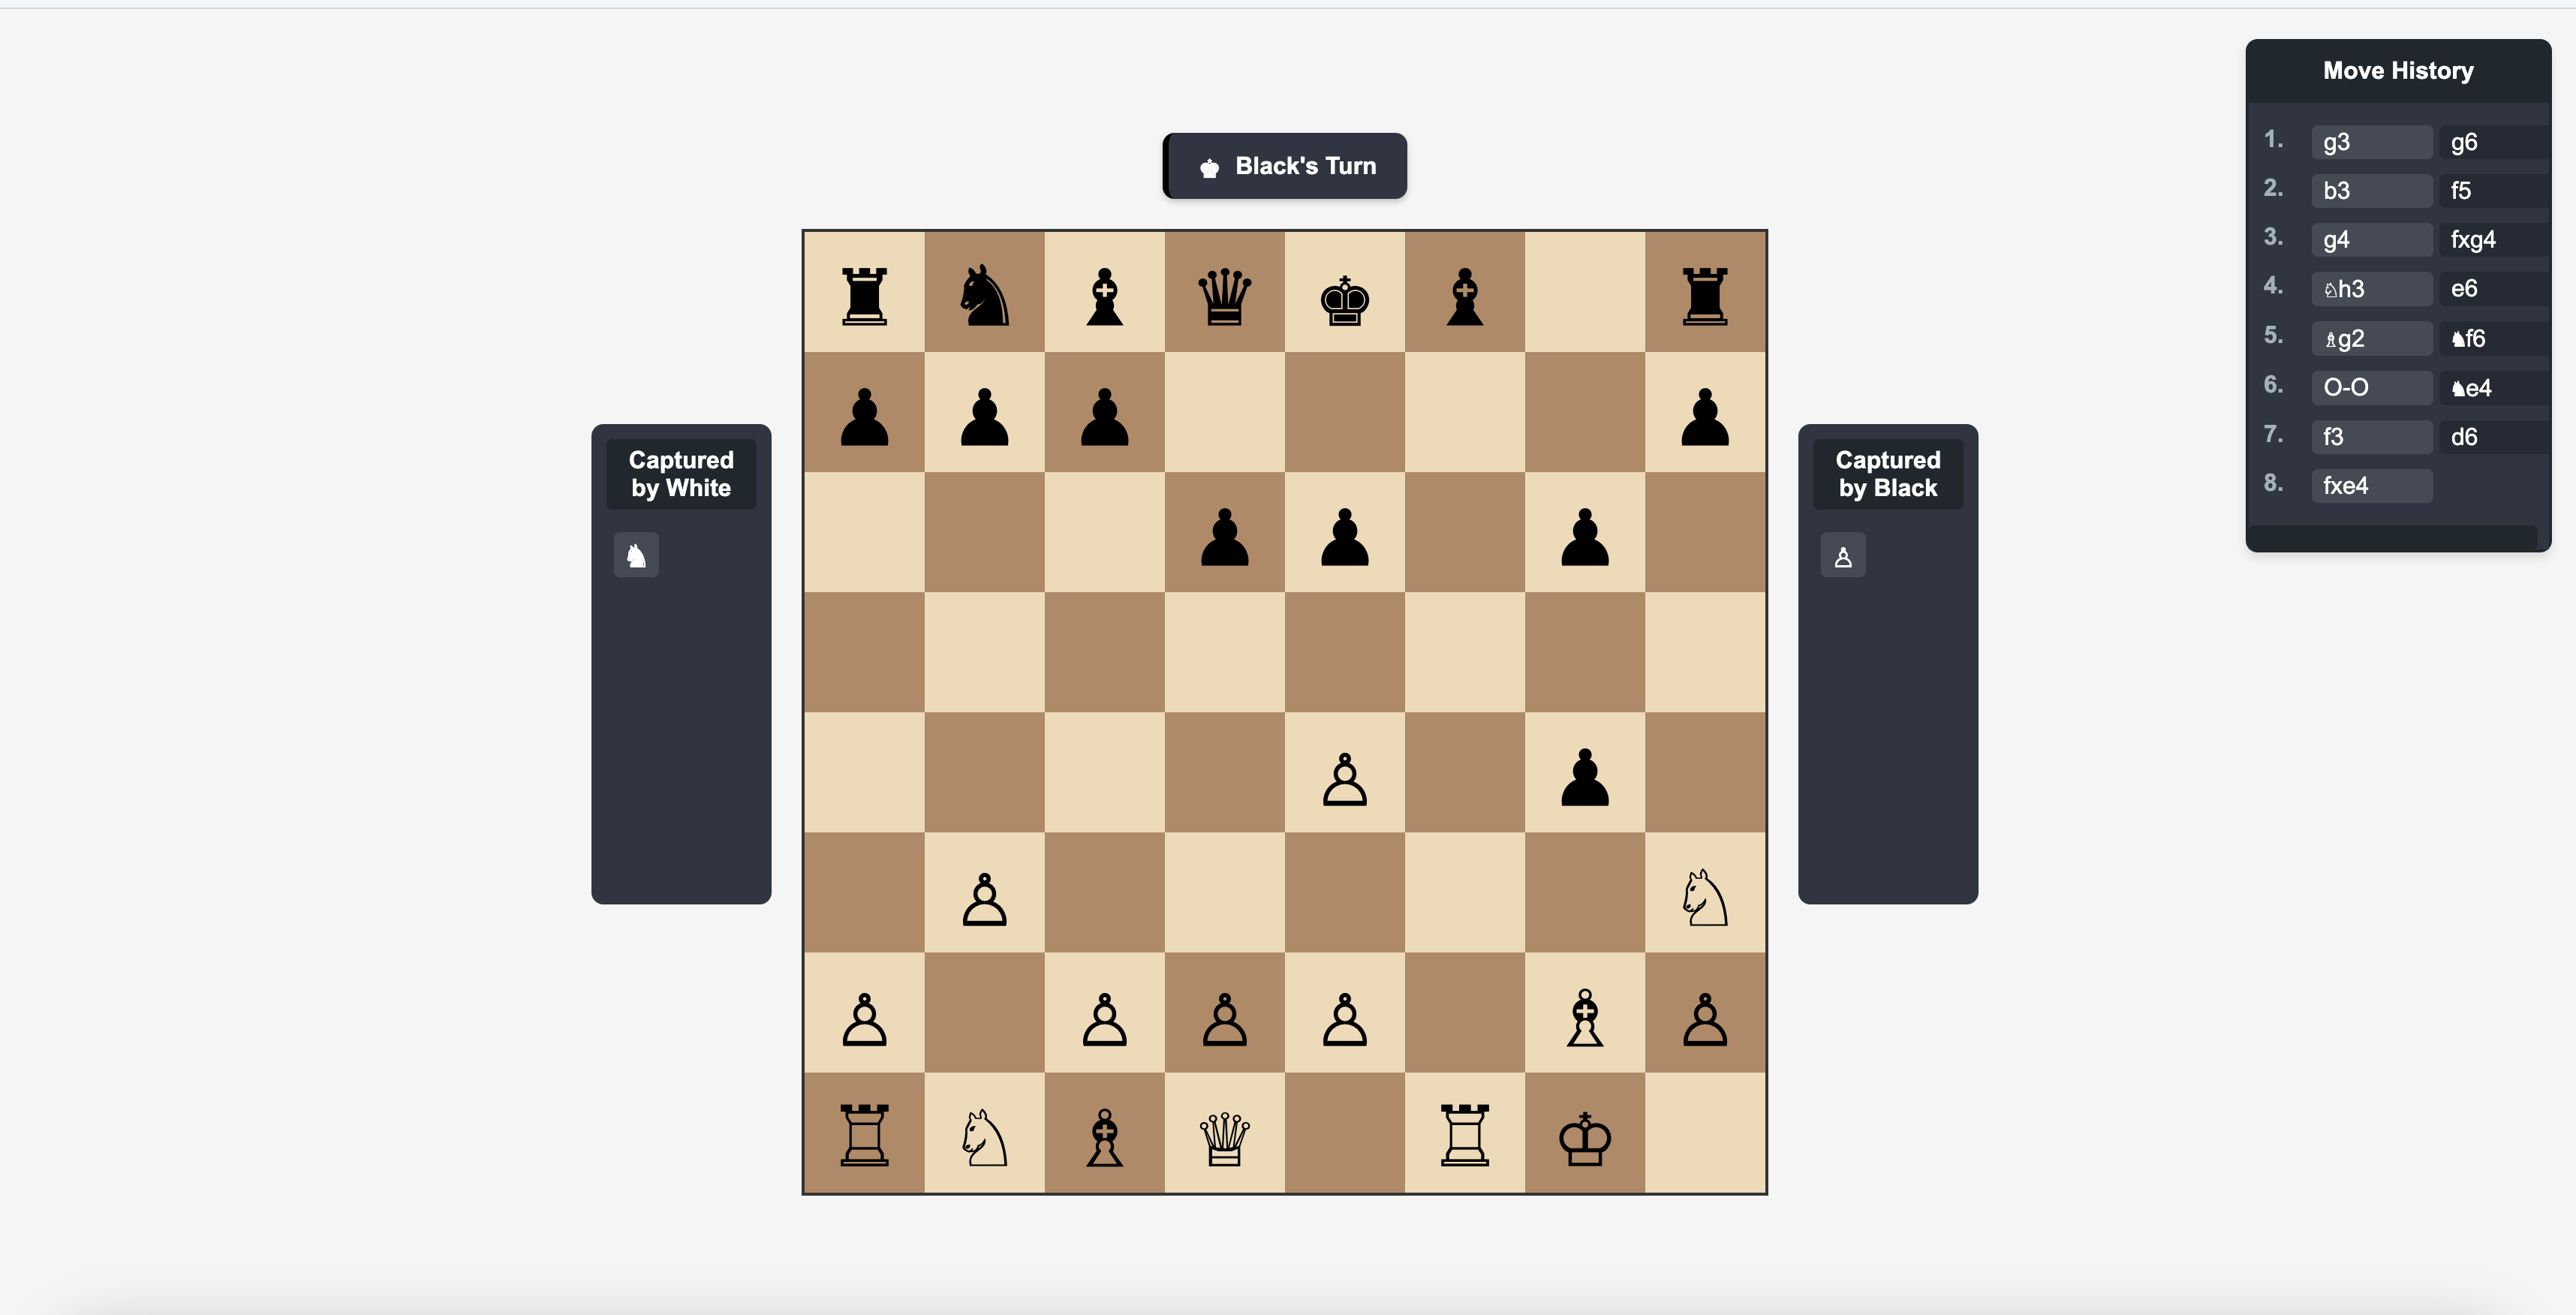 Move History
1. g3 g6
2. b3 f5
3. g4 fxg4
4. ♘h3 e6
5. ♗g2 ♞f6
6. O-O ♞e4
7. f3 d6
8. fxe4
♚ Black's Turn
Captured
by White
Captured
by Black